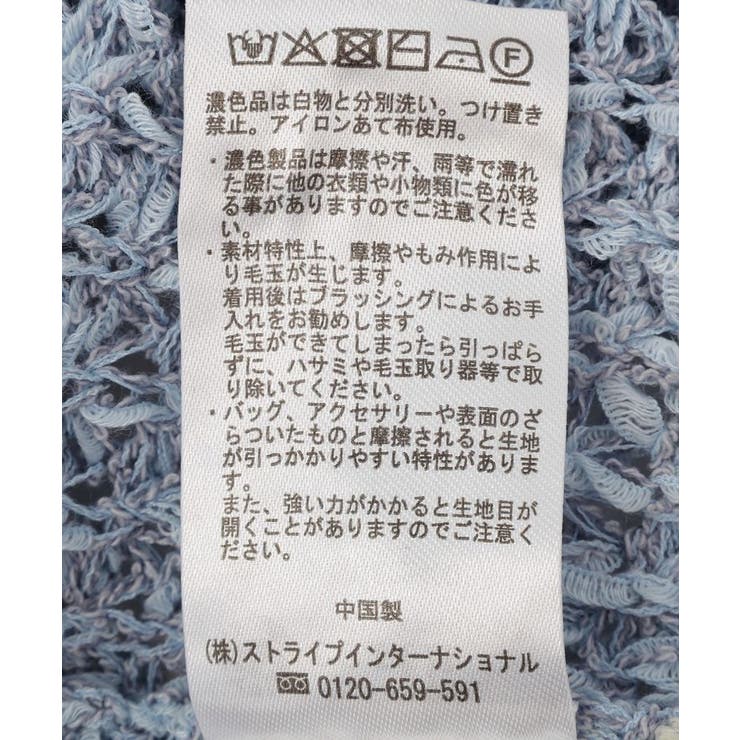 濃色品は白物と分別洗い。つけ置き
禁止。アイロンあて布使用。
・濃色製品は摩擦や汗、雨等で濡れ
た際に他の衣類や小物類に色が移
る事がありますのでご注意くださ
い。
・素材特性上、摩擦やもみ作用によ
り毛玉が生じます。
着用後はブラッシングによるお手
入れをお勧めします。
毛玉ができてしまったら引っぱら
ずに、ハサミや毛玉取り器等で取
り除いてください。
・バッグ、アクセサリーや表面のざ
らついたものと摩擦されると生地
が引っかかりやすい特性がありま
す。
また、強い力がかかると生地目が
開くことがありますのでご注意く
ださい。
中国製
(株)ストライプインターナショナル
0120-659-591